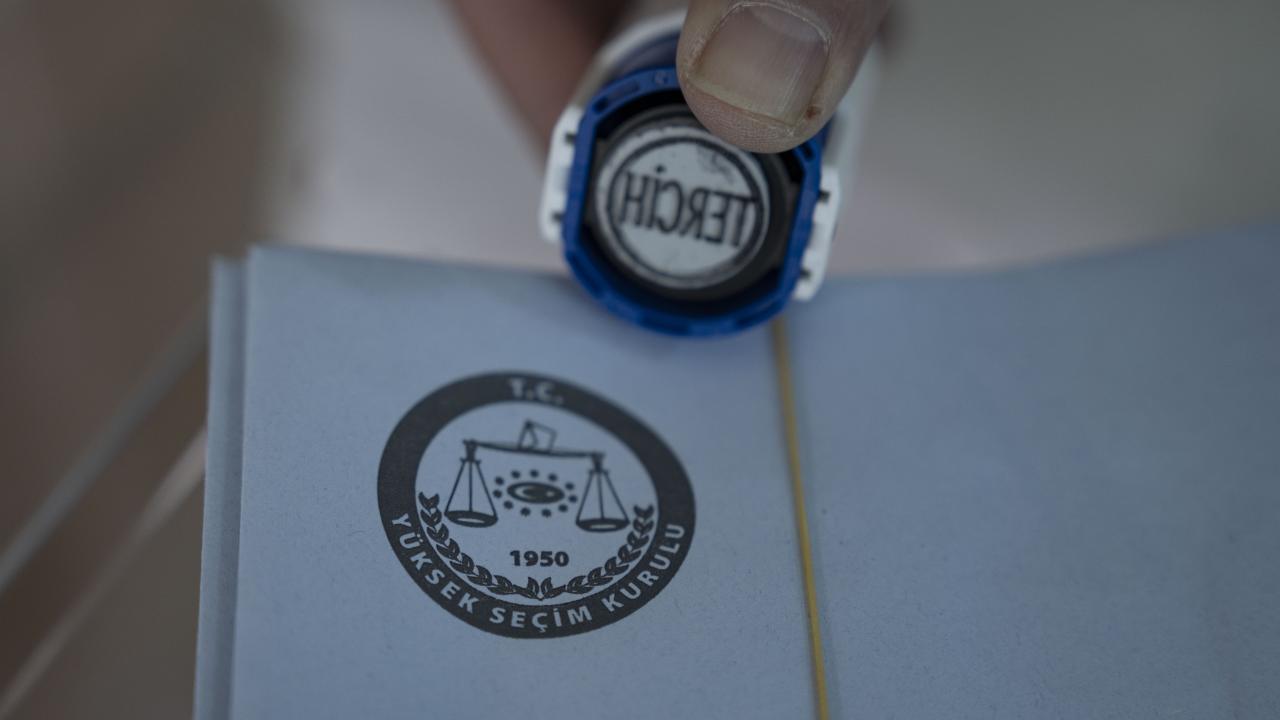 TERCİH
T.C.
1950
YÜKSEK SEÇİM KURULU